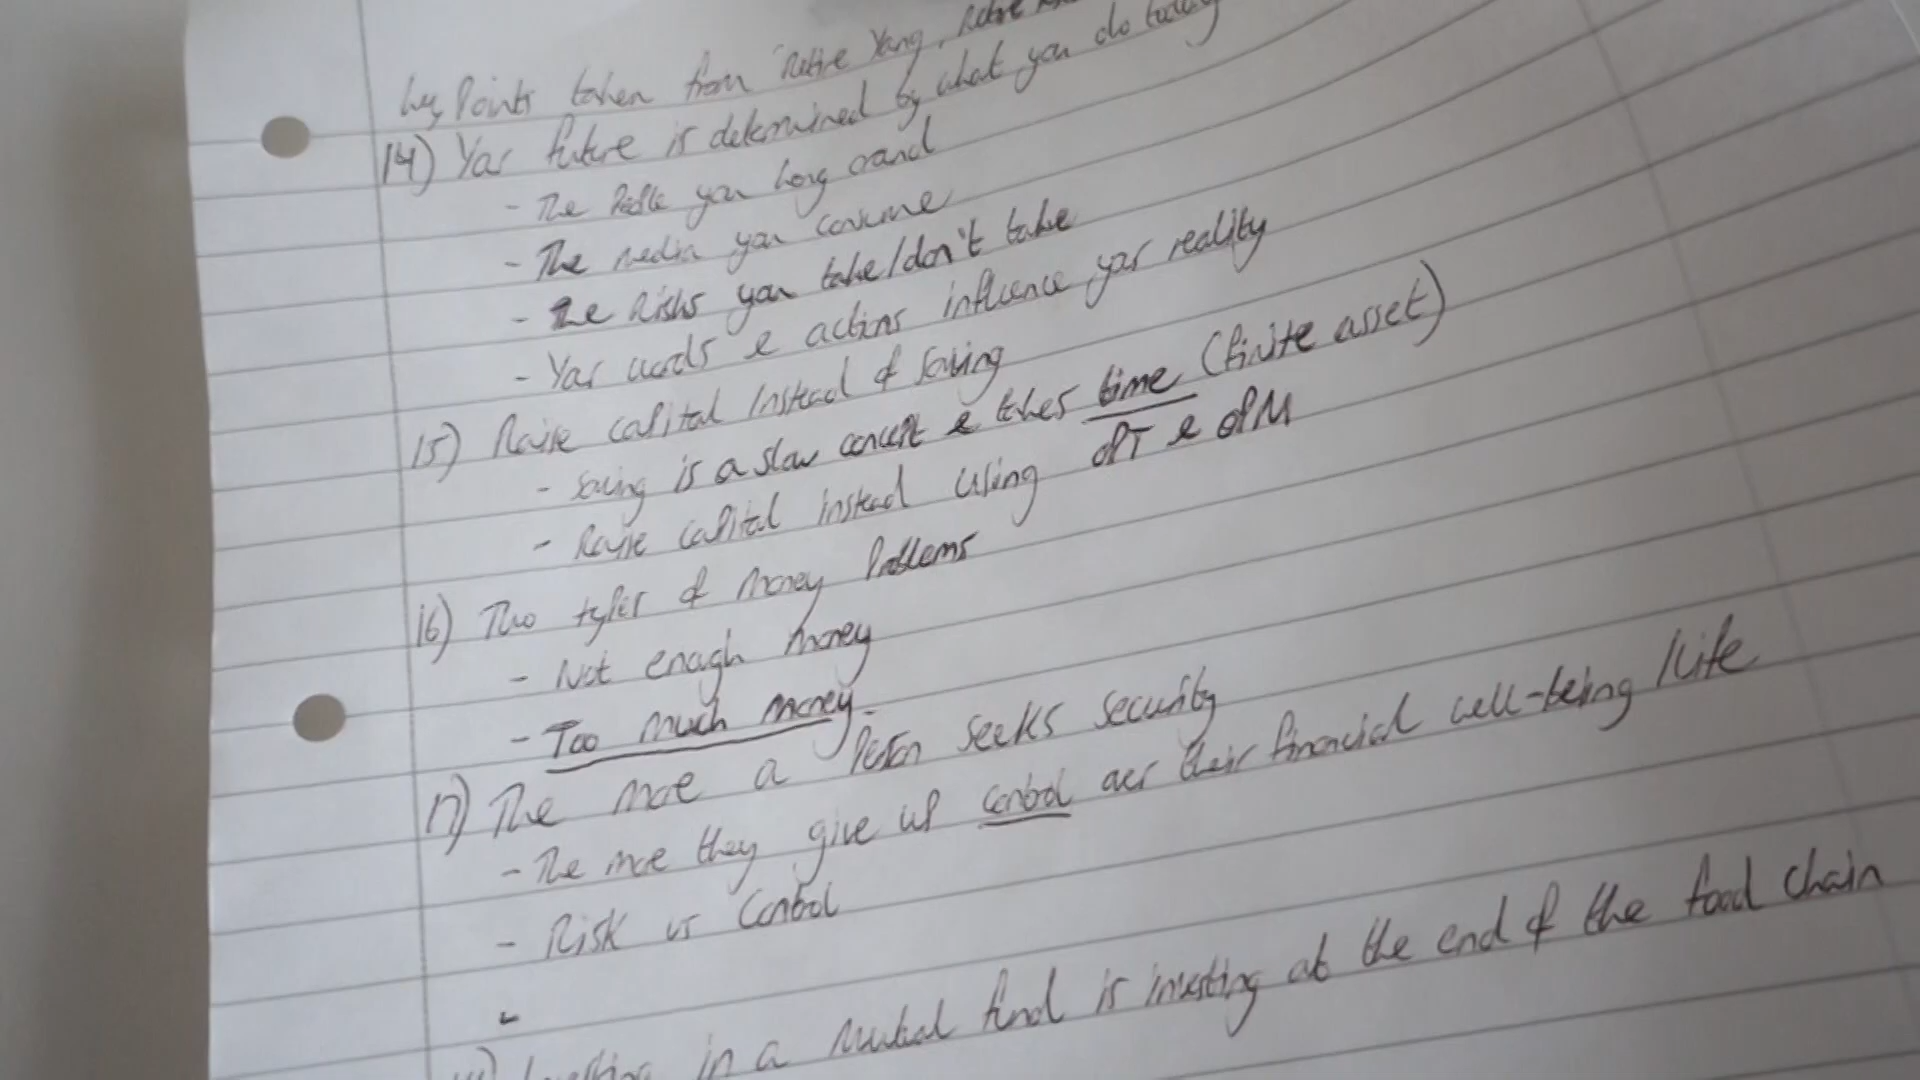 Key Points taken from "Retire Young, Retire
14) Your future is determined by what you do today
- The People you hang around
- The media you consume
- The Risks you take/don't take
- Your words & actions influence your reality
15) Raise capital Instead of Saving
- Saving is a slow concept & takes time (finite asset)
- Raise capital instead using OPT & OPM
16) Two types of Money Problems
- Not enough Money
- Too much money.
17) The more a Person seeks security
- The more they give up control over their financial well-being/life
- Risk vs Control
-
Investing in a mutual fund is investing at the end of the food chain